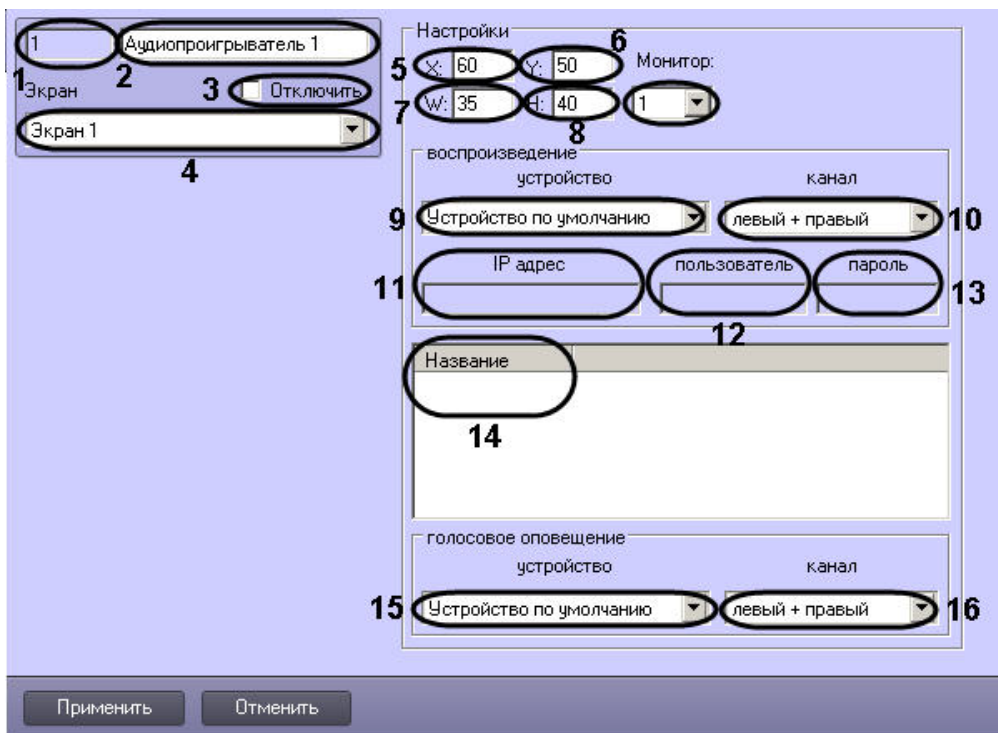 1 Аудиопроигрыватель 1
1 2
Экран 3 Отключить
Экран 1
4
Настройки
6
5 X: 60 Y: 50 Монитор:
7 W: 35 H: 40 1
8
воспроизведение
устройство канал
9 Устройство по умолчанию левый + правый 10
IP адрес пользователь пароль
11 13
12
Название
14
голосовое оповещение
устройство канал
15 Устройство по умолчанию левый + правый 16
Применить Отменить